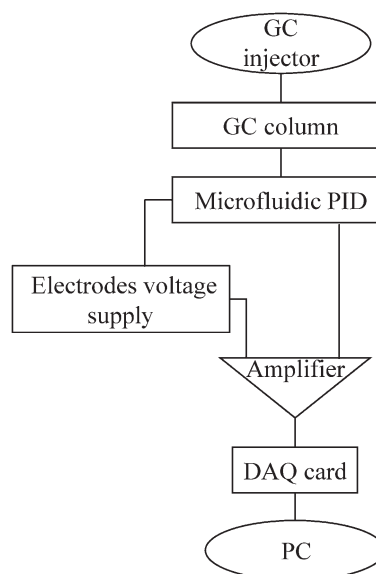 GC
injector
GC column
Microfluidic PID
Electrodes voltage
supply
Amplifier
DAQ card
PC